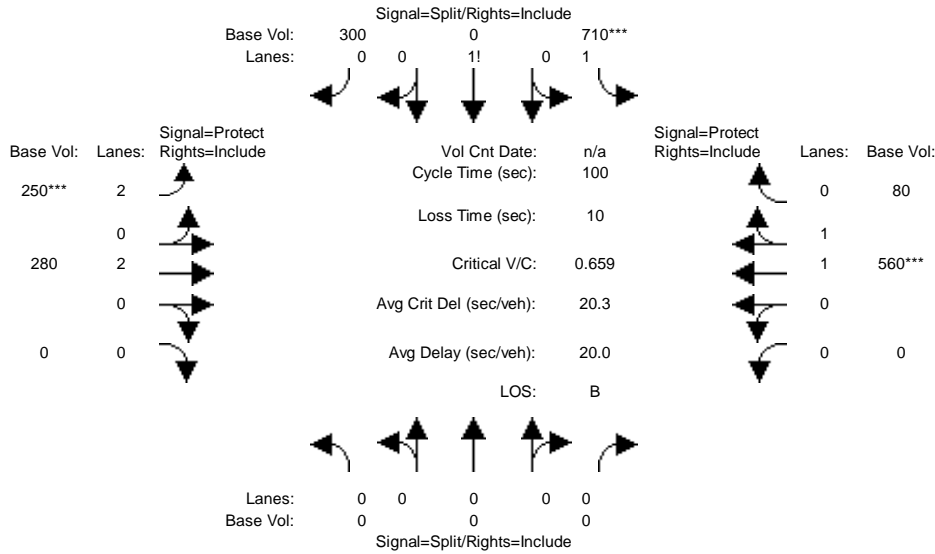 Signal=Split/Rights=Include
Base Vol: 300 0 710***
Lanes: 0 0 1! 0 1
Signal=Protect
Base Vol: Lanes: Rights=Include
Vol Cnt Date: n/a
Signal=Protect
Rights=Include Lanes: Base Vol:
Cycle Time (sec): 100
250*** 2
0 80
Loss Time (sec): 10
0
1
280 2
Critical V/C: 0.659
1 560***
0
Avg Crit Del (sec/veh): 20.3
0
0 0
Avg Delay (sec/veh): 20.0
0 0
LOS: B
Lanes: 0 0 0 0 0
Base Vol: 0 0 0
Signal=Split/Rights=Include